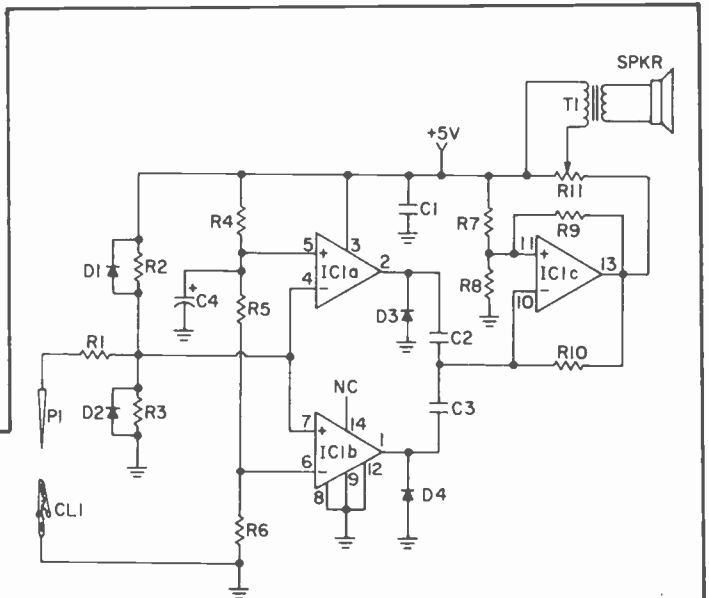 SPKR
T1
+5V
R11
C1
R4
R7
R9
3
5
+
2
11
+
D1
R2
IC1a
IC1c
13
4
-
R8
10
-
+
C4
R5
D3
C2
R1
R10
NC
C3
P1
D2
R3
7
+
14
1
IC1b
6
-
12
9
8
D4
CL1
R6